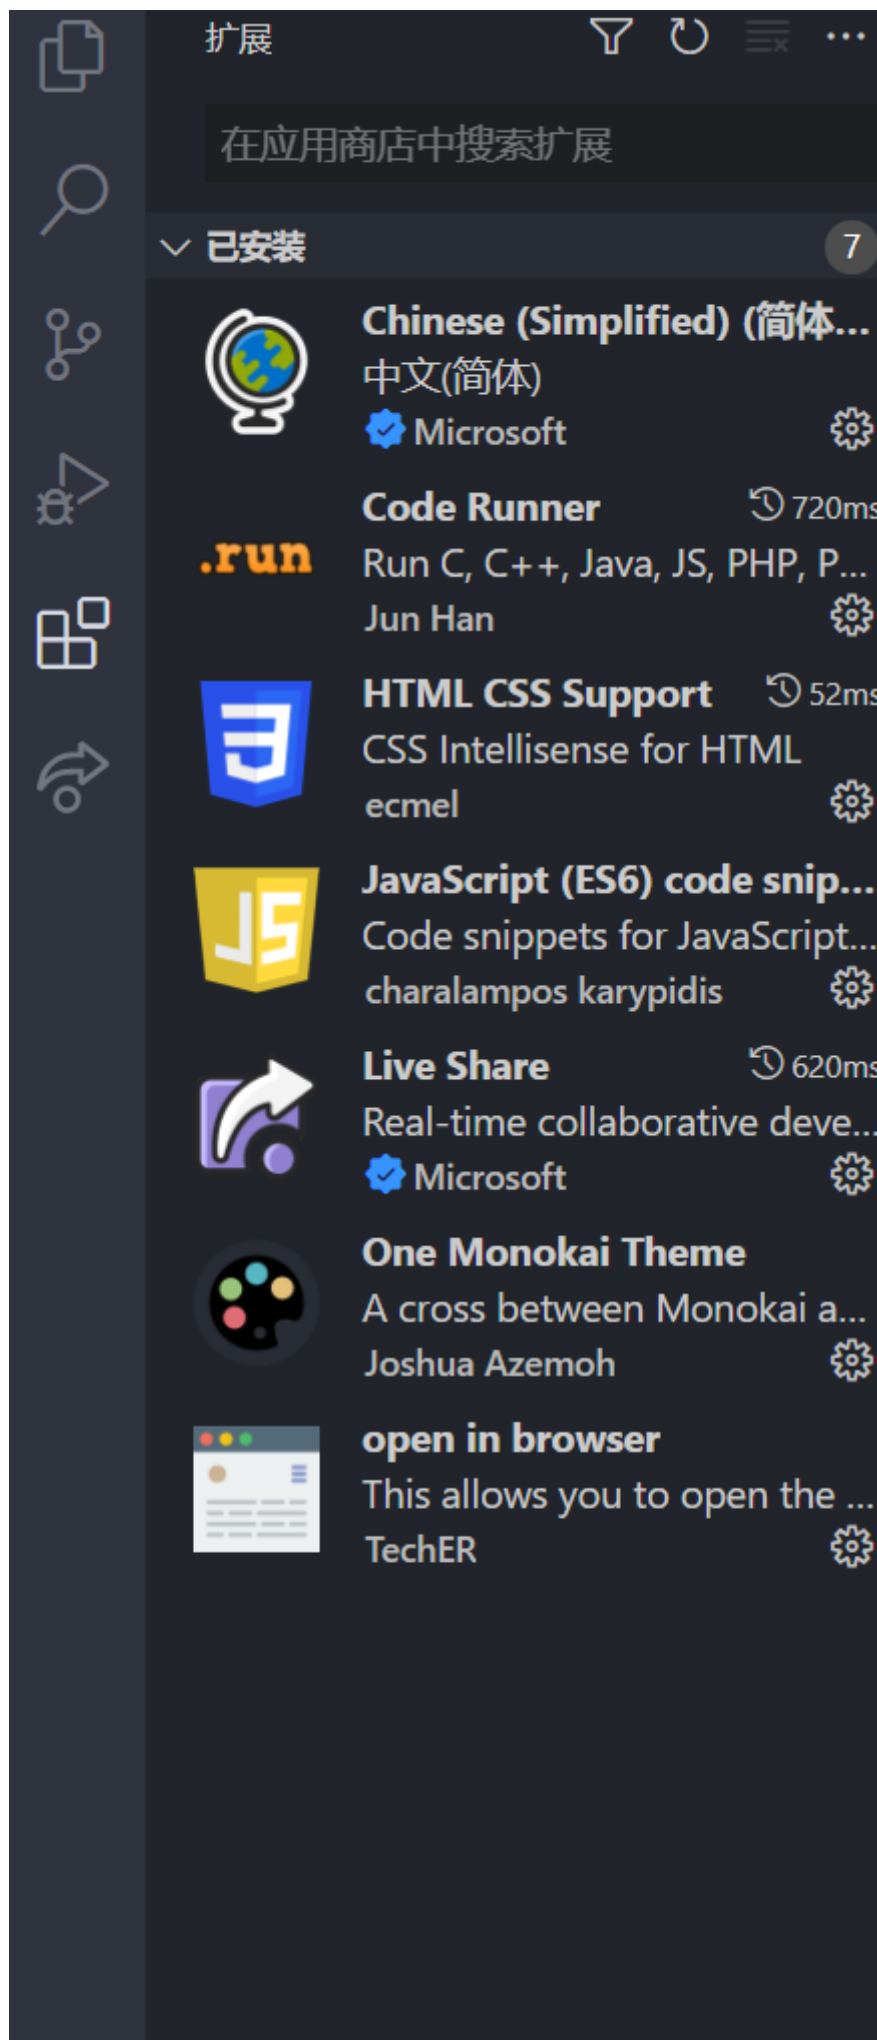 扩展
在应用商店中搜索扩展
已安装 7
Chinese (Simplified) (简体...
中文(简体)
Microsoft
Code Runner 720ms
.run
Run C, C++, Java, JS, PHP, P...
Jun Han
HTML CSS Support 52ms
CSS Intellisense for HTML
ecmel
JavaScript (ES6) code snip...
JS
Code snippets for JavaScript...
charalampos karypidis
Live Share 620ms
Real-time collaborative deve...
Microsoft
One Monokai Theme
A cross between Monokai a...
Joshua Azemoh
open in browser
This allows you to open the ...
TechER